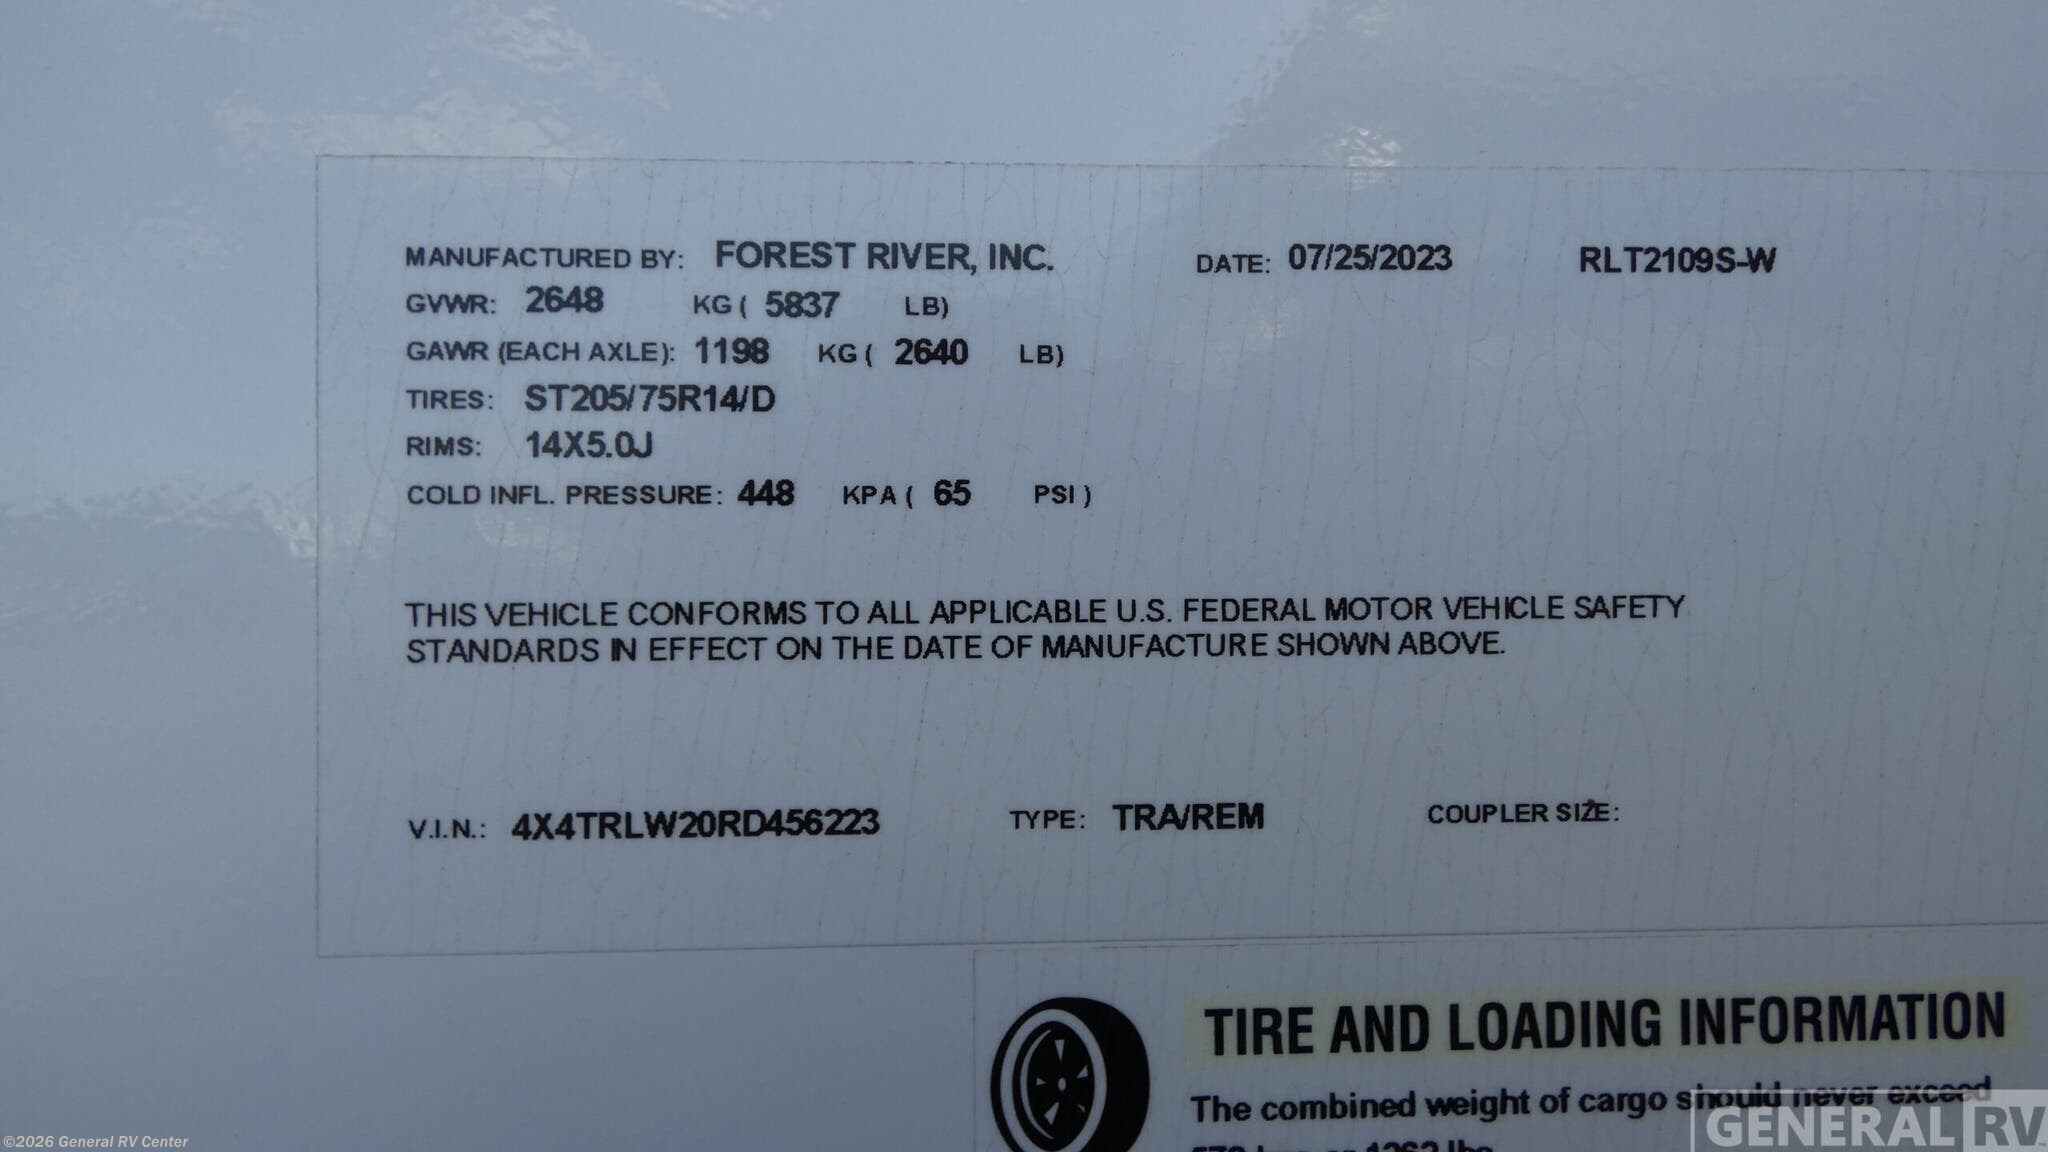 MANUFACTURED BY: FOREST RIVER, INC. DATE: 07/25/2023 RLT2109S-W
GVWR: 2648 KG ( 5837 LB)
GAWR (EACH AXLE): 1198 KG ( 2640 LB)
TIRES: ST205/75R14/D
RIMS: 14X5.0J
COLD INFL. PRESSURE: 448 KPA ( 65 PSI )
THIS VEHICLE CONFORMS TO ALL APPLICABLE U.S. FEDERAL MOTOR VEHICLE SAFETY
STANDARDS IN EFFECT ON THE DATE OF MANUFACTURE SHOWN ABOVE.
V.I.N.: 4X4TRLW20RD456223 TYPE: TRA/REM COUPLER SIZE:
TIRE AND LOADING INFORMATION
The combined weight of cargo should never exceed
GENERAL RV
©2026 General RV Center